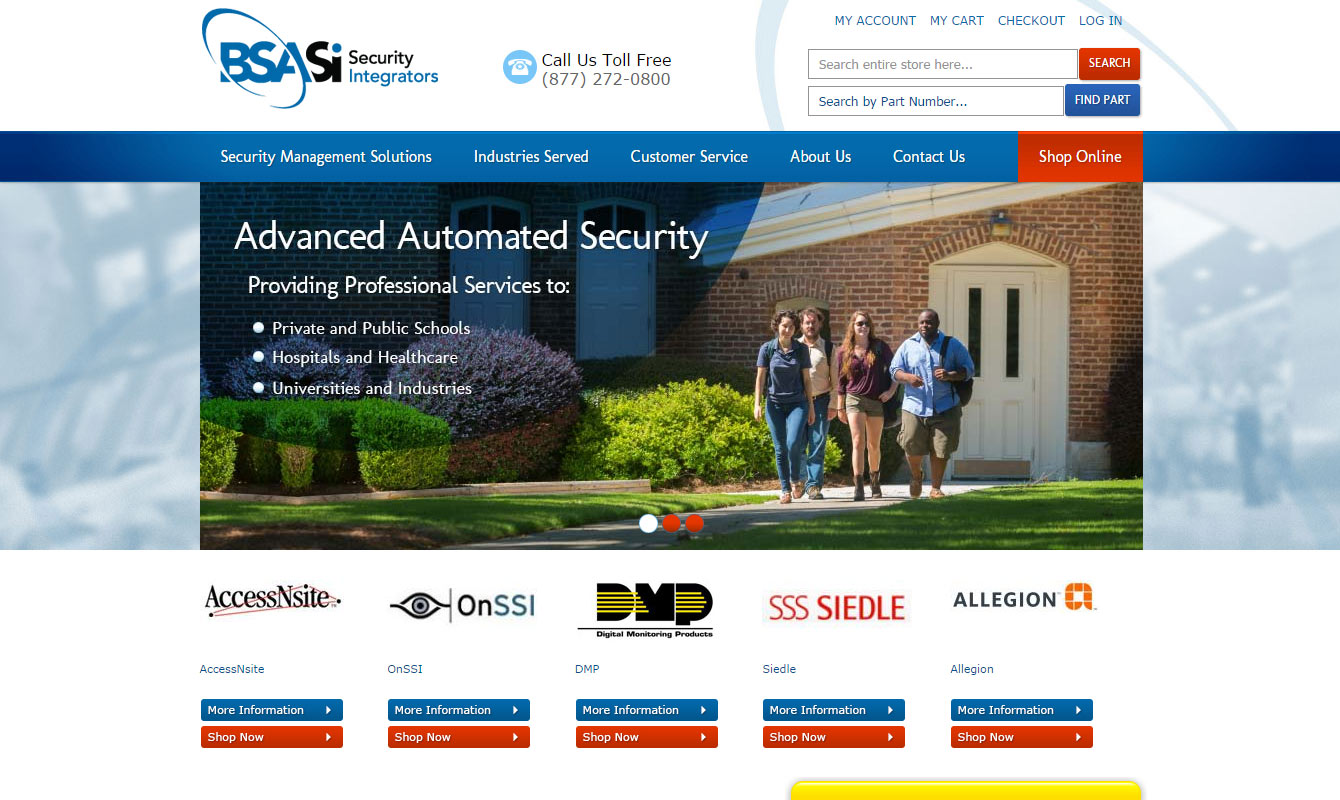 BSASi Security Integrators
Call Us Toll Free
(877) 272-0800
MY ACCOUNT MY CART CHECKOUT LOG IN
Search entire store here... SEARCH
Search by Part Number... FIND PART
Security Management Solutions Industries Served Customer Service About Us Contact Us Shop Online
Advanced Automated Security
Providing Professional Services to:
Private and Public Schools
Hospitals and Healthcare
Universities and Industries
AccessNsite OnSSI DMP SSS SIEDLE ALLEGION
Digital Monitoring Products
AccessNsite OnSSI DMP Siedle Allegion
More Information More Information More Information More Information More Information
Shop Now Shop Now Shop Now Shop Now Shop Now